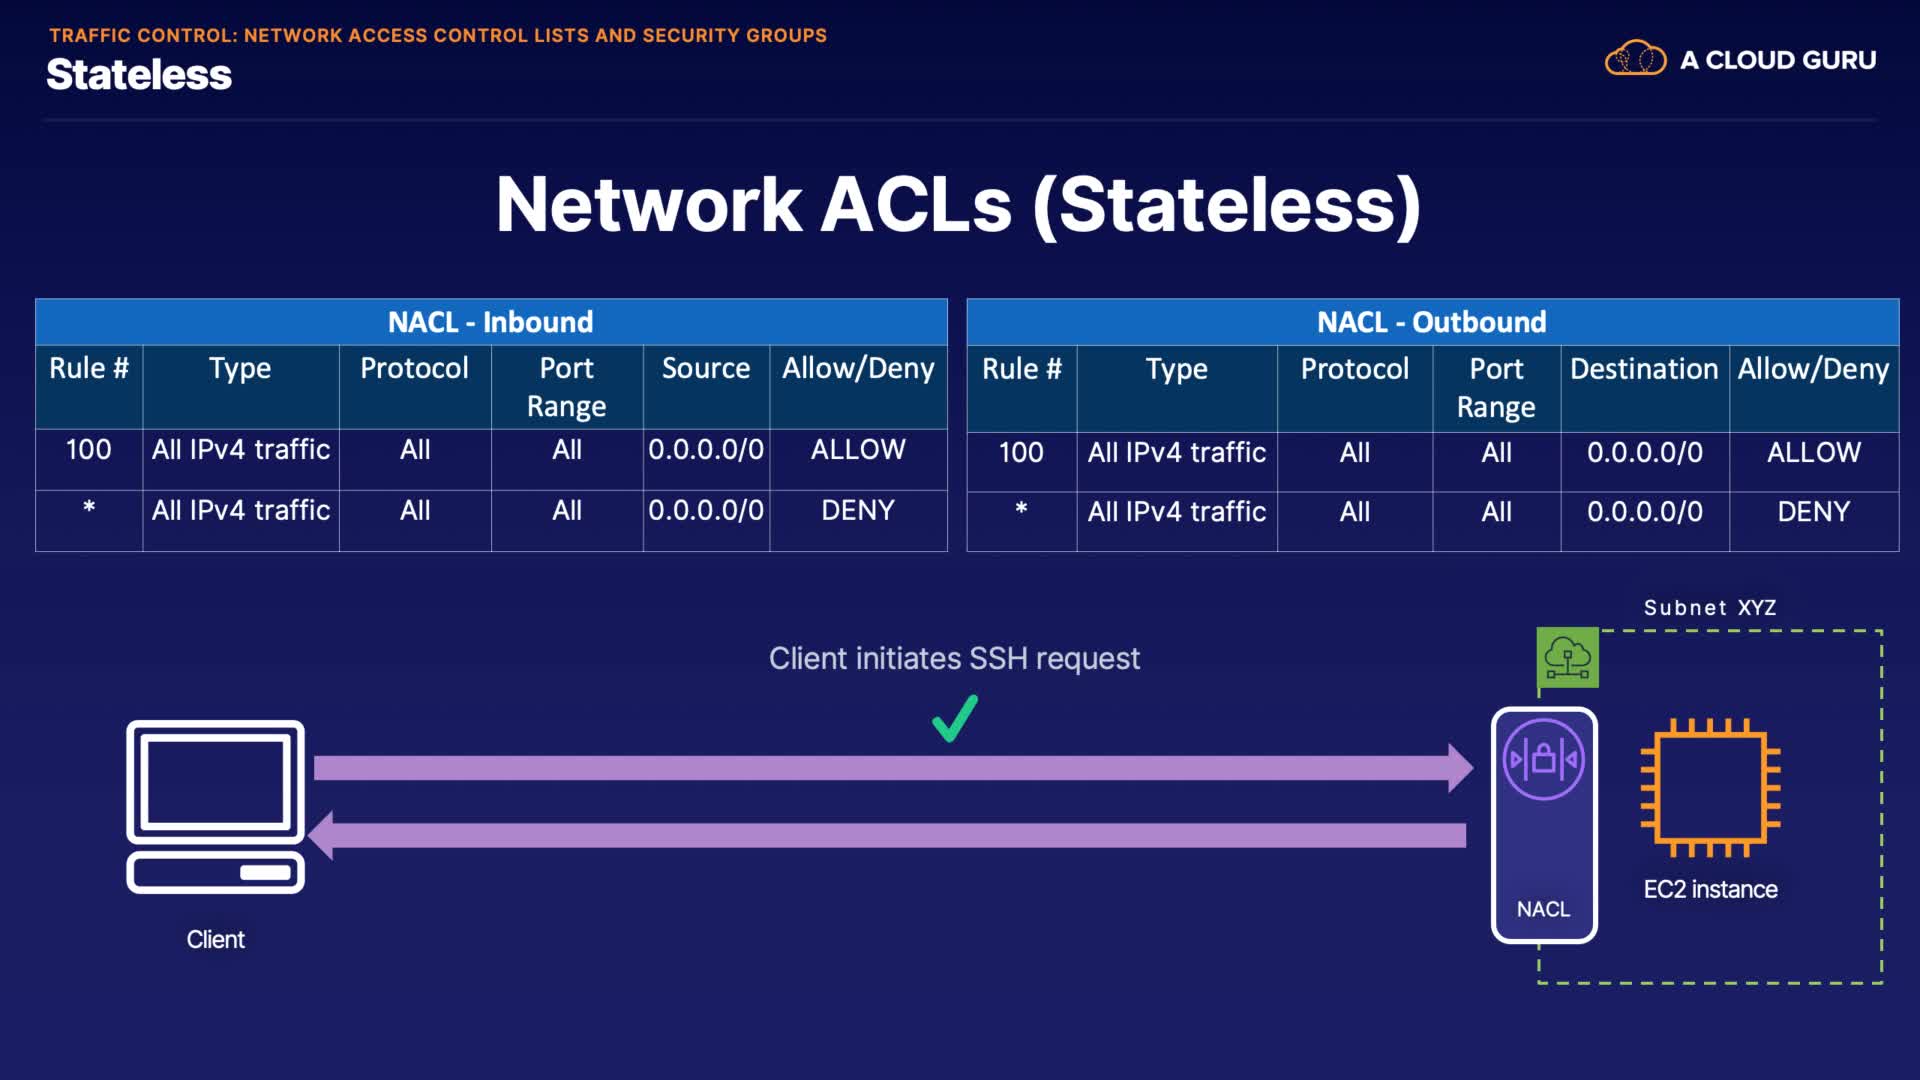 TRAFFIC CONTROL: NETWORK ACCESS CONTROL LISTS AND SECURITY GROUPS
Stateless
A CLOUD GURU
Network ACLs (Stateless)
NACL - Inbound
Rule # Type Protocol Port Range Source Allow/Deny
100 All IPv4 traffic All All 0.0.0.0/0 ALLOW
* All IPv4 traffic All All 0.0.0.0/0 DENY
NACL - Outbound
Rule # Type Protocol Port Range Destination Allow/Deny
100 All IPv4 traffic All All 0.0.0.0/0 ALLOW
* All IPv4 traffic All All 0.0.0.0/0 DENY
Subnet XYZ
Client initiates SSH request
EC2 instance
NACL
Client